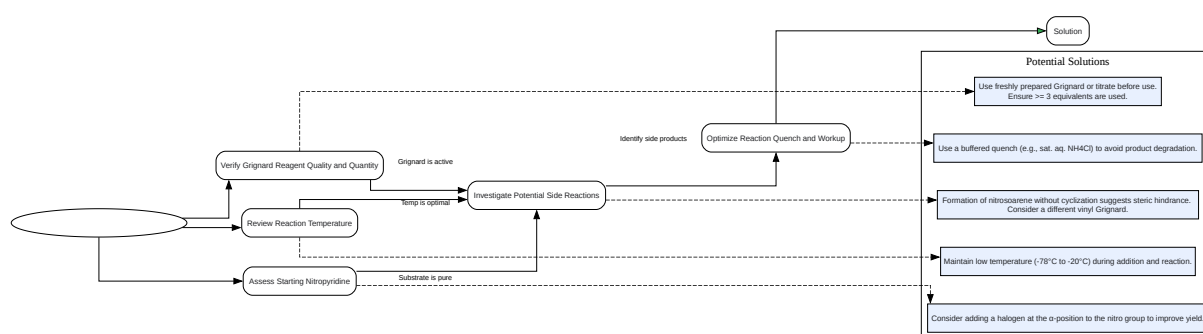 Solution
Potential Solutions
Use freshly prepared Grignard or titrate before use.
Ensure >= 3 equivalents are used.
Identify side products
Optimize Reaction Quench and Workup
Use a buffered quench (e.g., sat. aq. NH4Cl) to avoid product degradation.
Verify Grignard Reagent Quality and Quantity
Grignard is active
Investigate Potential Side Reactions
Temp is optimal
Formation of nitrosoarene without cyclization suggests steric hindrance.
Consider a different vinyl Grignard.
Review Reaction Temperature
Maintain low temperature (-78°C to -20°C) during addition and reaction.
Assess Starting Nitropyridine
Substrate is pure
Consider adding a halogen at the α-position to the nitro group to improve yield.